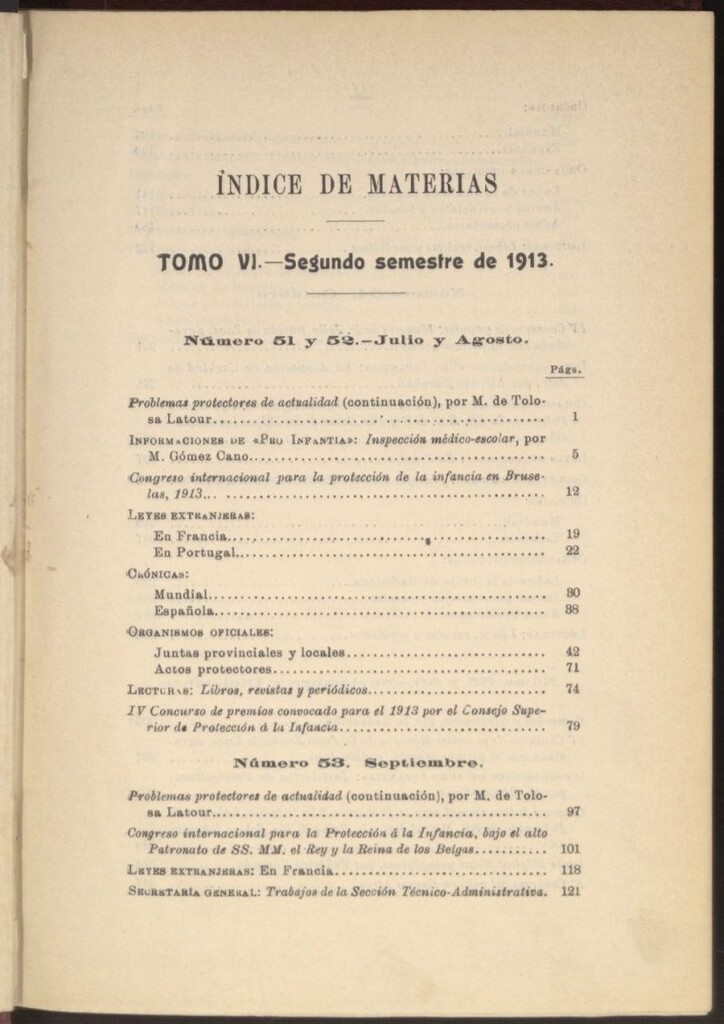 ÍNDICE DE MATERIAS
TOMO VI.—Segundo semestre de 1913.
Número 51 y 52.—Julio y Agosto.
Págs.
Problemas protectores de actualidad (continuación), por M. de Tolo-
sa Latour........ 1
INFORMACIONES DE «PRO INFANTIA»: Inspección médico-escolar, por
M. Gómez Cano........ 5
Congreso internacional para la protección de la infancia en Bruse-
las, 1913........ 12
LEYES EXTRANJERAS:
En Francia........ 19
En Portugal........ 22
CRÓNICAS:
Mundial........ 30
Española........ 38
ORGANISMOS OFICIALES:
Juntas provinciales y locales........ 42
Actos protectores........ 71
LECTURAS: Libros, revistas y periódicos........ 74
IV Concurso de premios convocado para el 1913 por el Consejo Supe-
rior de Protección á la Infancia........ 79
Número 53. Septiembre.
Problemas protectores de actualidad (continuación), por M. de Tolo-
sa Latour........ 97
Congreso internacional para la Protección á la Infancia, bajo el alto
Patronato de SS. MM. el Rey y la Reina de los Belgas........ 101
LEYES EXTRANJERAS: En Francia........ 118
SECRETARÍA GENERAL: Trabajos de la Sección Técnico-Administrativa. 121